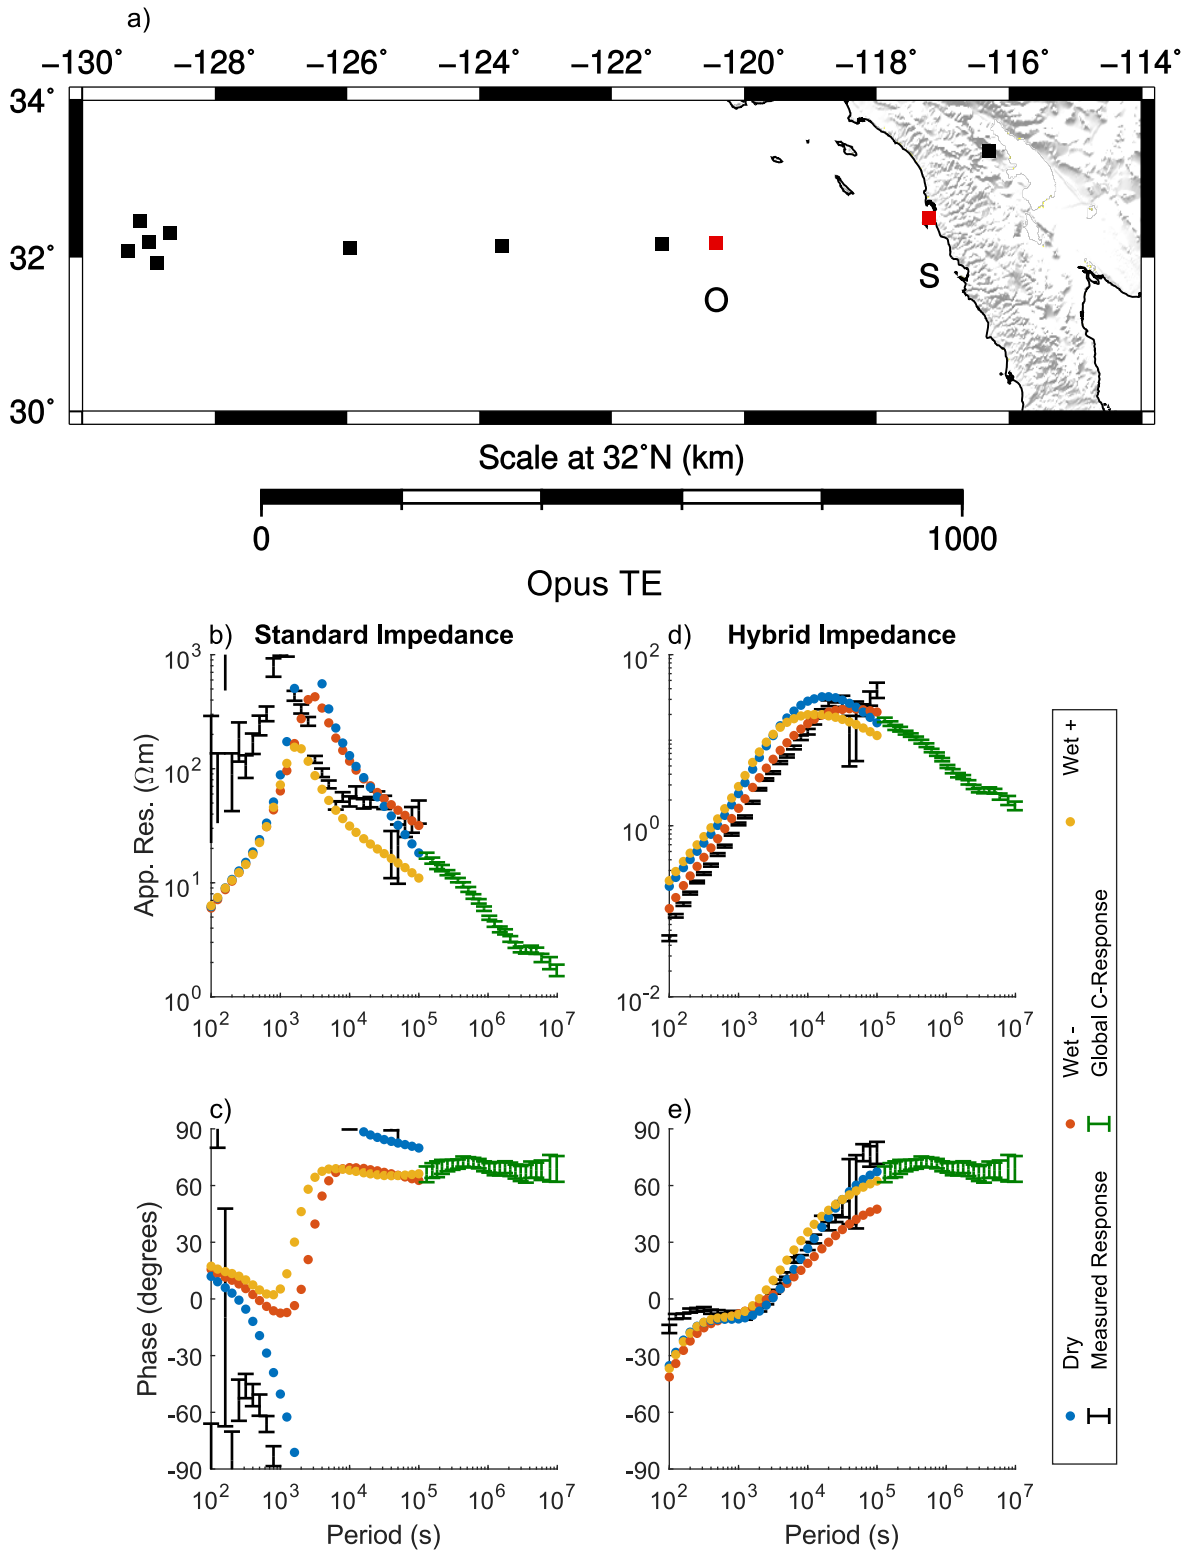 a)
−130˚ −128˚ −126˚ −124˚ −122˚ −120˚ −118˚ −116˚ −114˚
34˚
32˚
30˚
O
S
Scale at 32˚N (km)
0 1000
Opus TE
b) Standard Impedance
10^3
10^2
10^1
10^0
App. Res. (Ωm)
10^2 10^3 10^4 10^5 10^6 10^7
d) Hybrid Impedance
10^2
10^0
10^-2
10^2 10^3 10^4 10^5 10^6 10^7
c)
90
60
30
0
-30
-60
-90
Phase (degrees)
10^2 10^3 10^4 10^5 10^6 10^7
Period (s)
e)
90
60
30
0
-30
-60
-90
10^2 10^3 10^4 10^5 10^6 10^7
Period (s)
Dry
Wet -
Wet +
Measured Response
Global C-Response